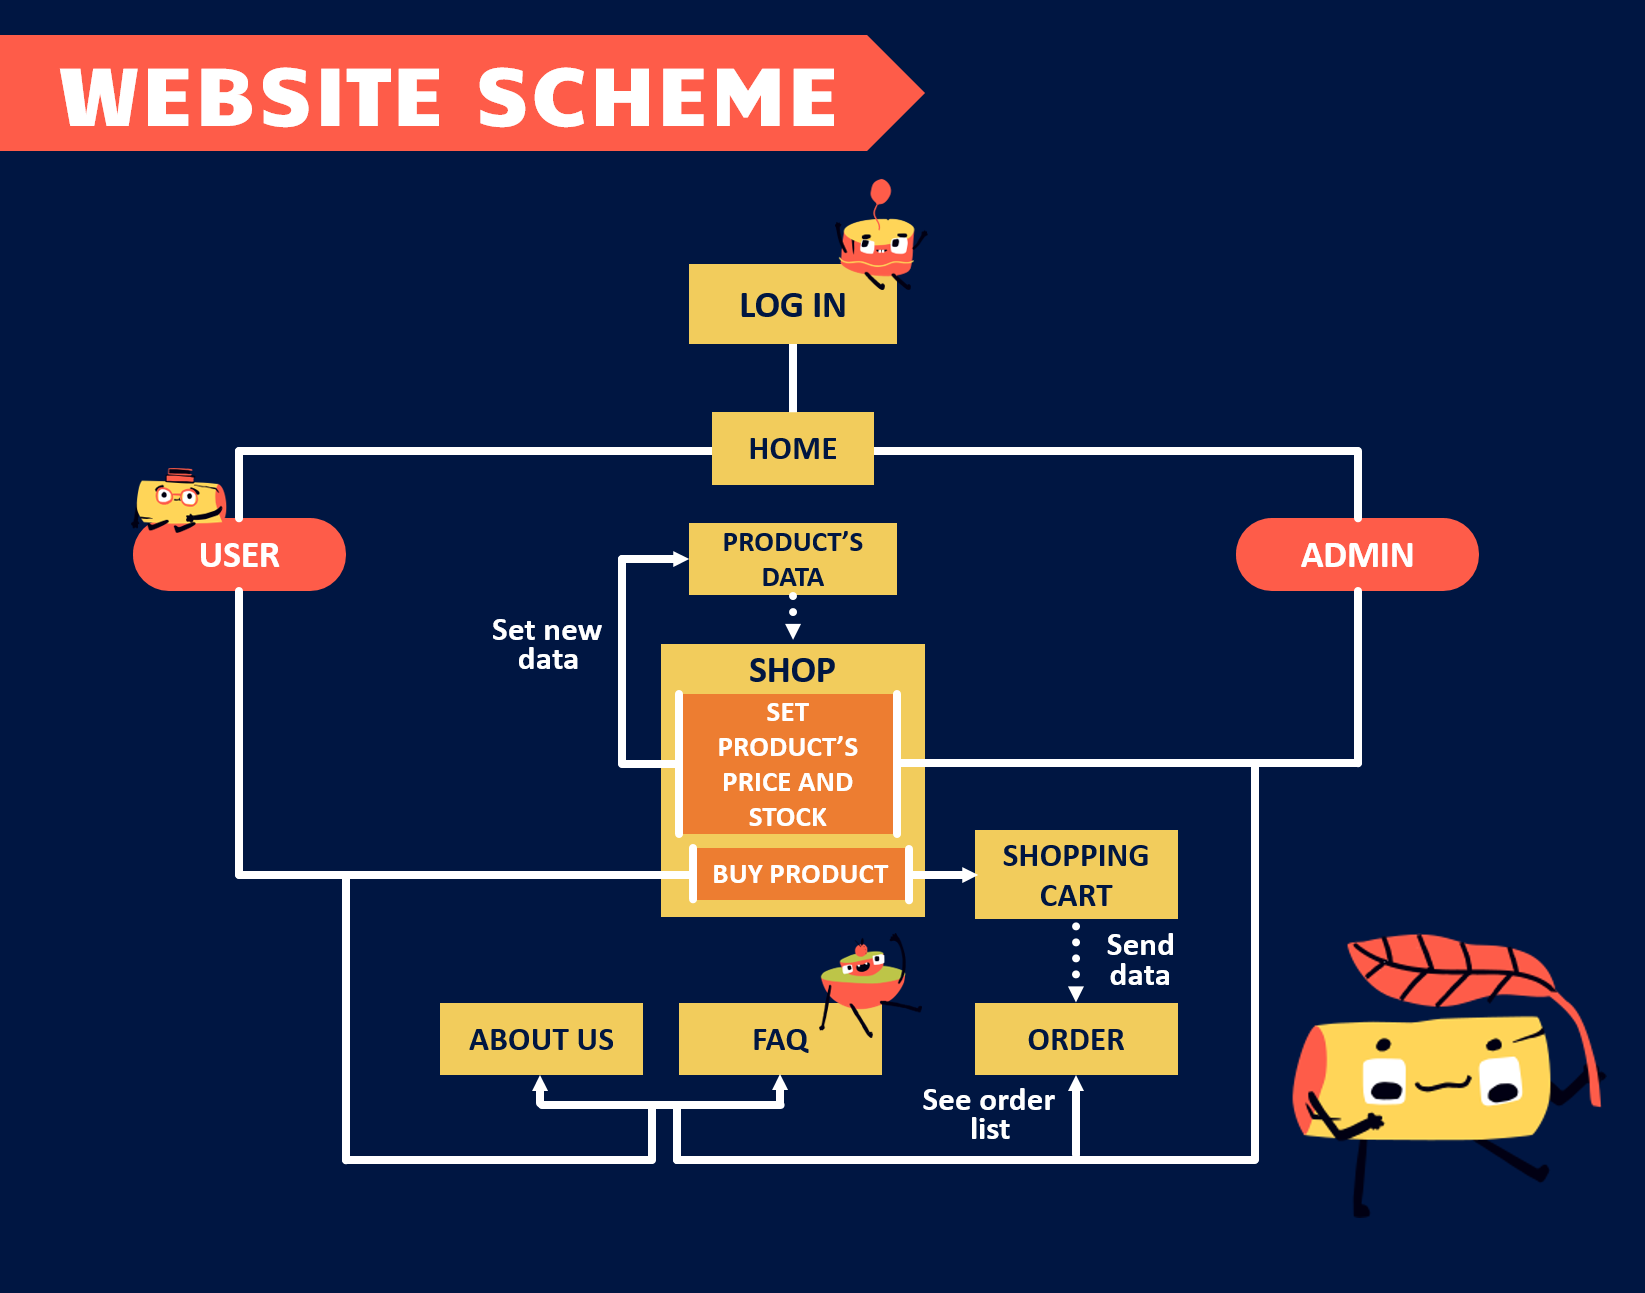 WEBSITE SCHEME
LOG IN
HOME
USER
ADMIN
PRODUCT’S
DATA
Set new
data
SHOP
SET
PRODUCT’S
PRICE AND
STOCK
BUY PRODUCT
SHOPPING
CART
Send
data
ABOUT US
FAQ
ORDER
See order
list